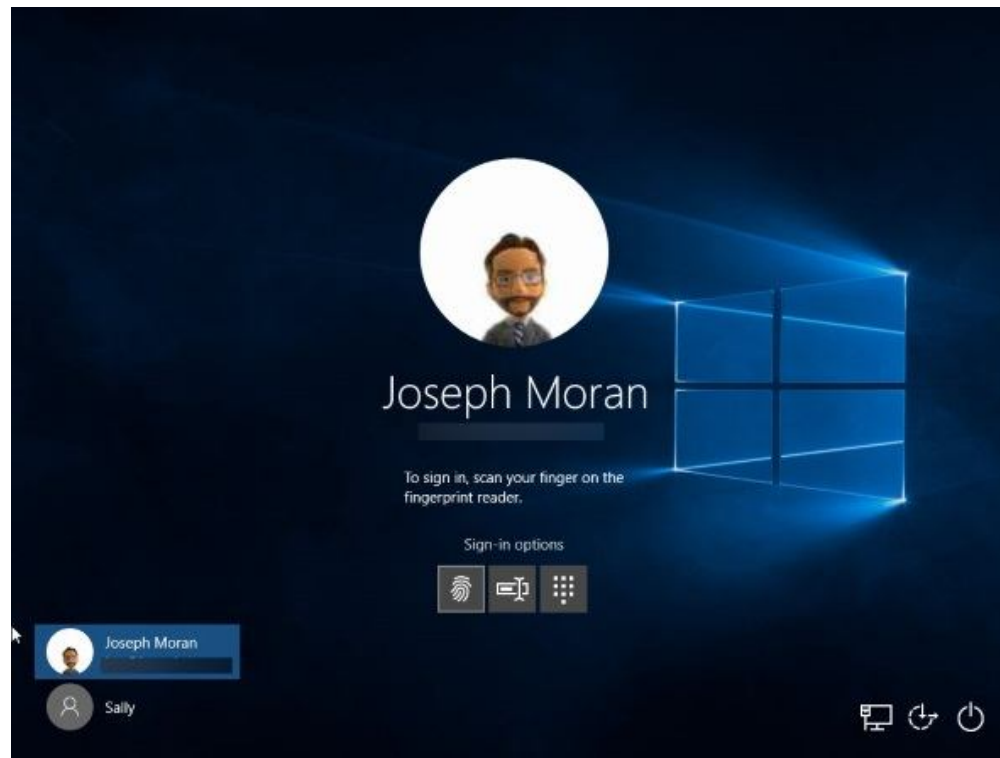 Joseph Moran
To sign in, scan your finger on the
fingerprint reader.
Sign-in options
Joseph Moran
Sally